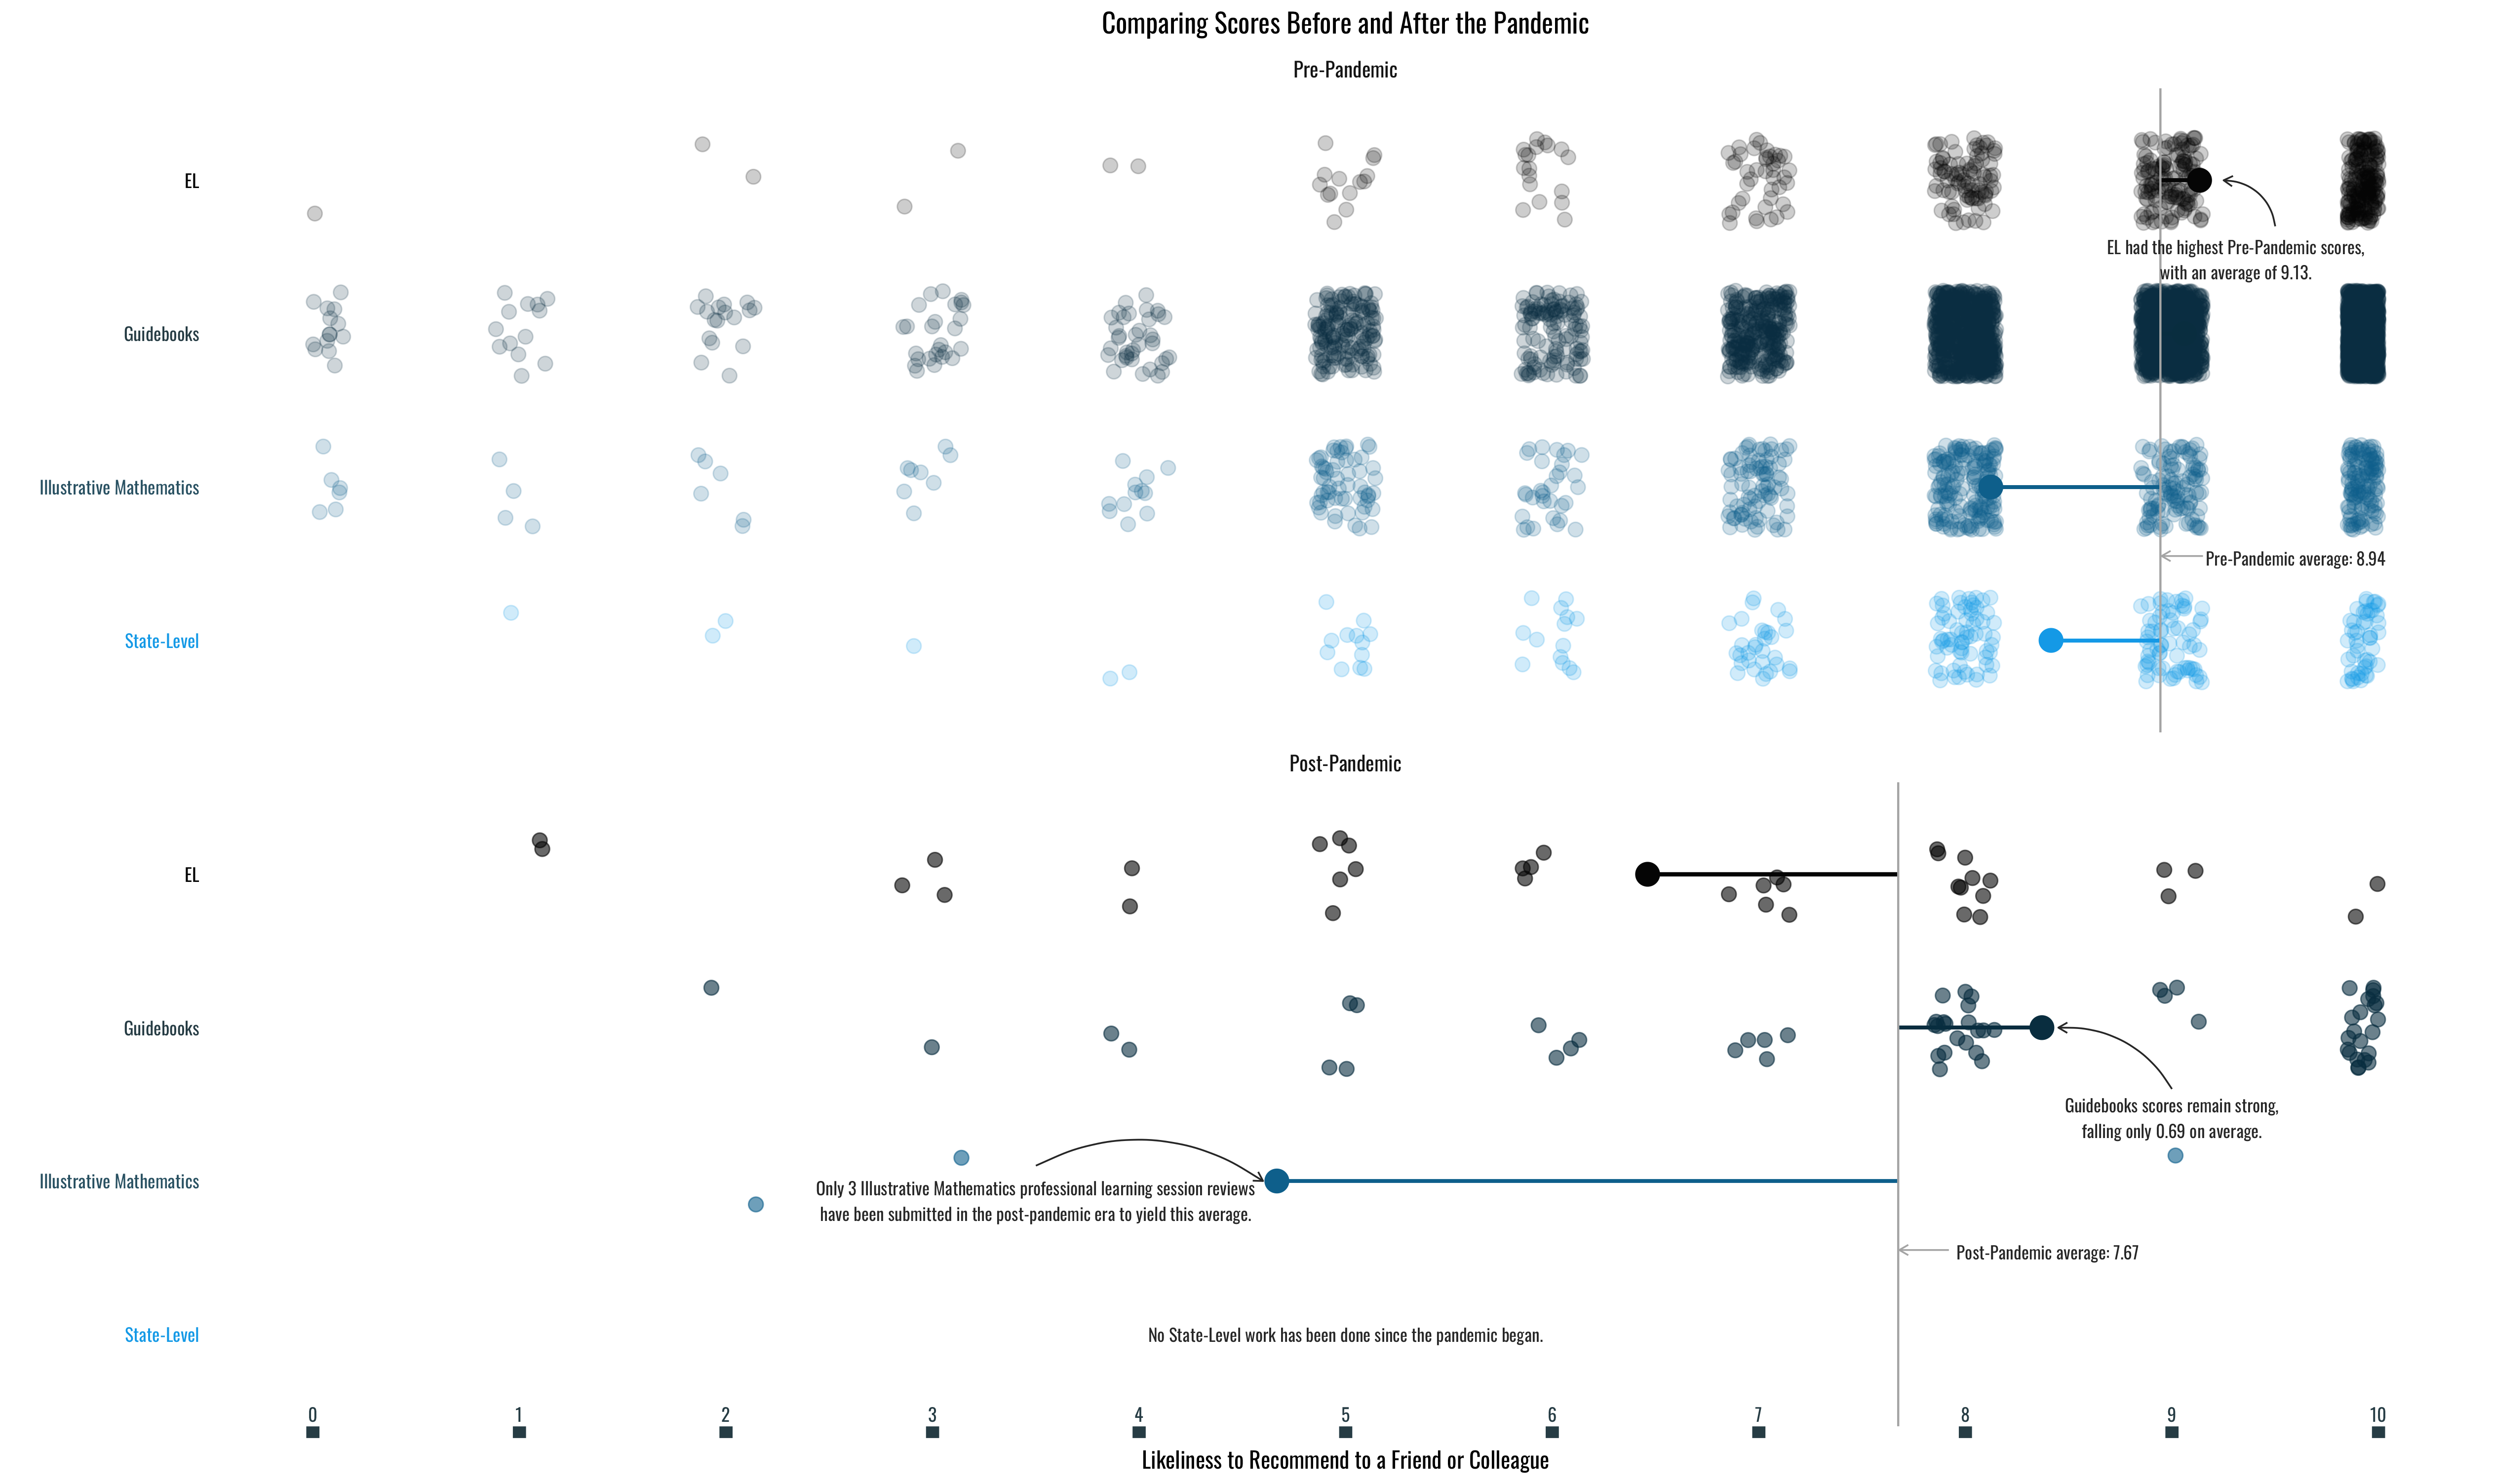 Comparing Scores Before and After the Pandemic
Pre-Pandemic
EL
EL had the highest Pre-Pandemic scores,
with an average of 9.13.
Guidebooks
Illustrative Mathematics
Pre-Pandemic average: 8.94
State-Level
Post-Pandemic
EL
Guidebooks
Guidebooks scores remain strong,
falling only 0.69 on average.
Illustrative Mathematics
Only 3 Illustrative Mathematics professional learning session reviews
have been submitted in the post-pandemic era to yield this average.
Post-Pandemic average: 7.67
State-Level
No State-Level work has been done since the pandemic began.
0 1 2 3 4 5 6 7 8 9 10
Likeliness to Recommend to a Friend or Colleague